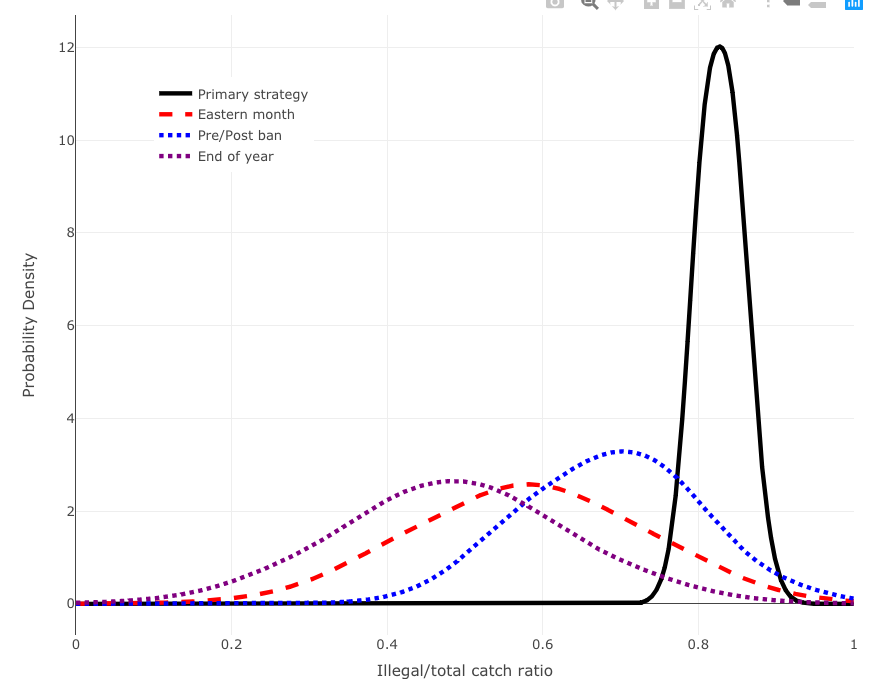 12
10
8
6
4
2
0
Probability Density
Primary strategy
Eastern month
Pre/Post ban
End of year
0
0.2
0.4
0.6
0.8
1
Illegal/total catch ratio